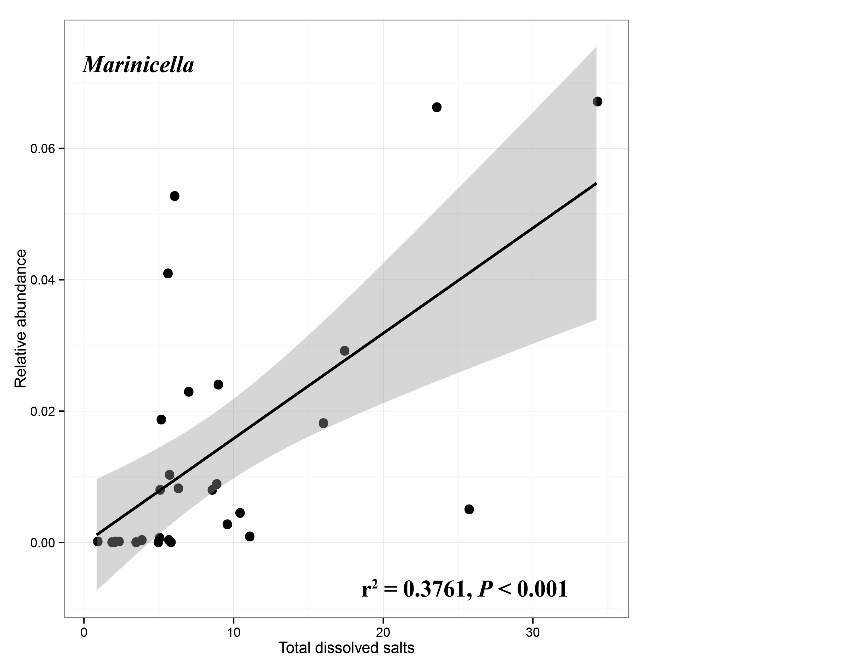 Marinicella
Relative abundance
0.06
0.04
0.02
0.00
r² = 0.3761, P < 0.001
0 10 20 30
Total dissolved salts